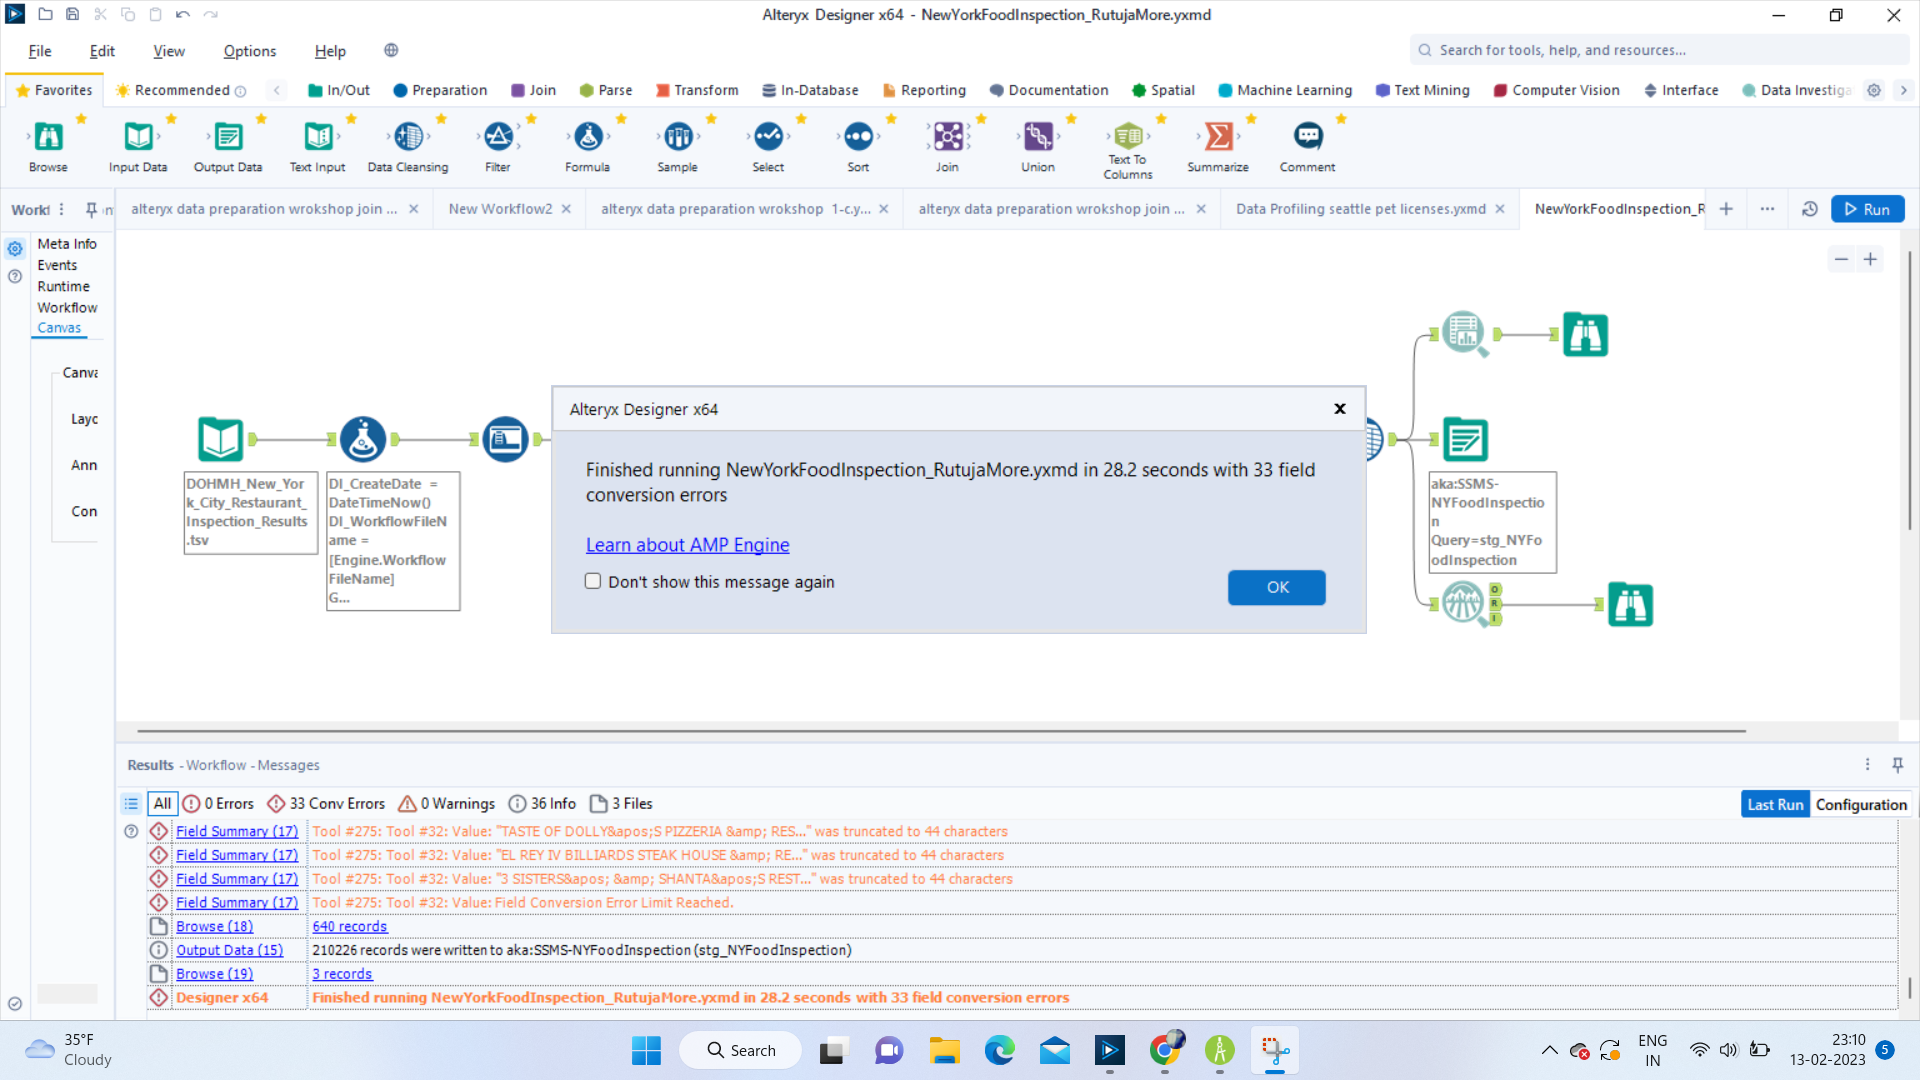 Alteryx Designer x64 - NewYorkFoodInspection_RutujaMore.yxmd
File Edit View Options Help
Search for tools, help, and resources...
Favorites Recommended In/Out Preparation Join Parse Transform In-Database Reporting Documentation Spatial Machine Learning Text Mining Computer Vision Interface Data Investiga
Browse Input Data Output Data Text Input Data Cleansing Filter Formula Sample Select Sort Join Union Text To Columns Summarize Comment
alteryx data preparation wrokshop join ... New Workflow2 alteryx data preparation wrokshop 1-c.y... alteryx data preparation wrokshop join ... Data Profiling seattle pet licenses.yxmd NewYorkFoodInspection_R Run
Meta Info
Events
Runtime
Workflow
Canvas
Canva
Layo
Ann
Con
DOHMH_New_Yor
k_City_Restaurant_
Inspection_Results
.tsv
DI_CreateDate =
DateTimeNow()
DI_WorkflowFileN
ame =
[Engine.Workflow
FileName]
G...
Alteryx Designer x64
Finished running NewYorkFoodInspection_RutujaMore.yxmd in 28.2 seconds with 33 field
conversion errors
Learn about AMP Engine
Don't show this message again
OK
aka:SSMS-
NYFoodInspectio
n
Query=stg_NYFo
odInspection
O
R
I
Results - Workflow - Messages
All 0 Errors 33 Conv Errors 0 Warnings 36 Info 3 Files Last Run Configuration
Field Summary (17) Tool #275: Tool #32: Value: "TASTE OF DOLLY&apos;S PIZZERIA &amp; RES..." was truncated to 44 characters
Field Summary (17) Tool #275: Tool #32: Value: "EL REY IV BILLIARDS STEAK HOUSE &amp; RE..." was truncated to 44 characters
Field Summary (17) Tool #275: Tool #32: Value: "3 SISTERS&apos; &amp; SHANTA&apos;S REST..." was truncated to 44 characters
Field Summary (17) Tool #275: Tool #32: Value: Field Conversion Error Limit Reached.
Browse (18) 640 records
Output Data (15) 210226 records were written to aka:SSMS-NYFoodInspection (stg_NYFoodInspection)
Browse (19) 3 records
Designer x64 Finished running NewYorkFoodInspection_RutujaMore.yxmd in 28.2 seconds with 33 field conversion errors
35°F
Cloudy
Search
ENG
IN
23:10
13-02-2023
5